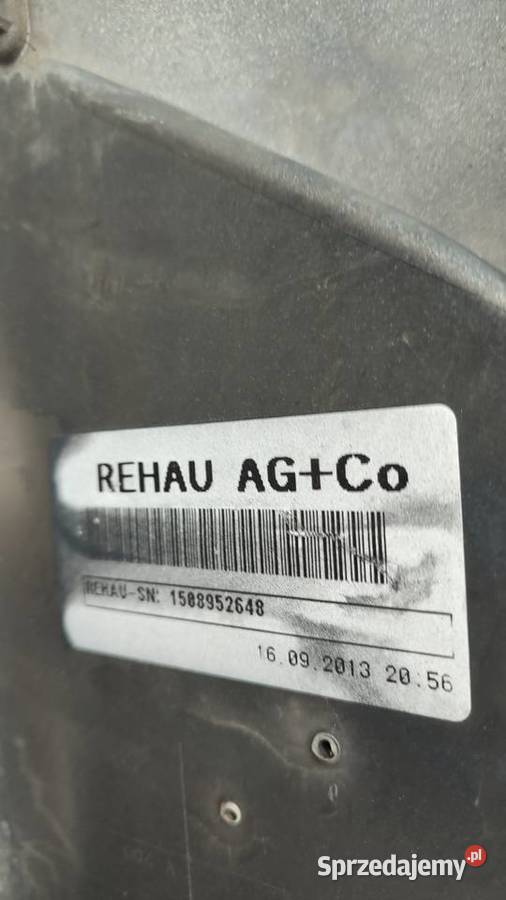 REHAU AG+Co
REHAU-SN: 1508952648
16.09.2013 20:56
Sprzedajemy.pl